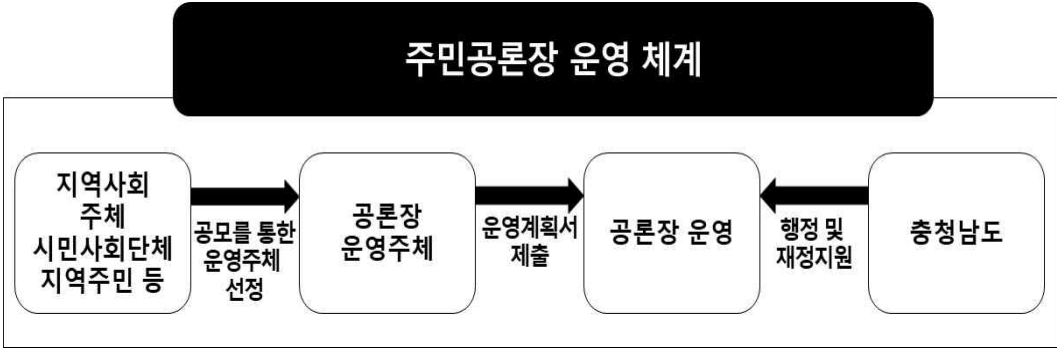 주민공론장 운영 체계
지역사회
주체
시민사회단체
지역주민 등
공모를 통한
운영주체
선정
공론장
운영주체
운영계획서
제출
공론장 운영
행정 및
재정지원
충청남도